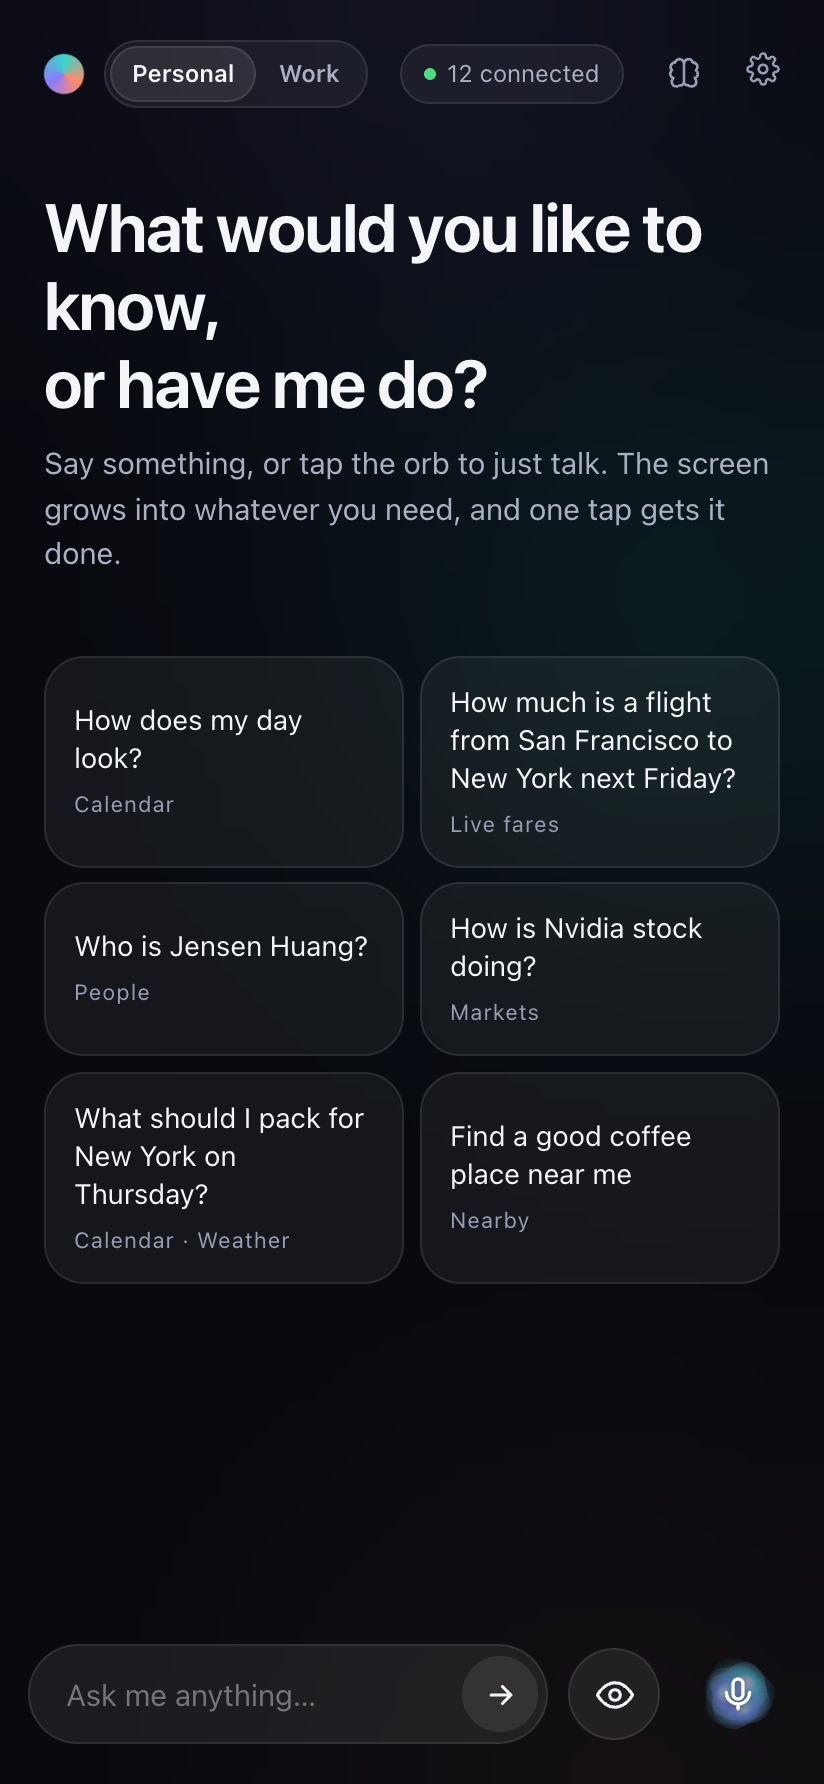 Personal
Work
12 connected
What would you like to
know,
or have me do?
Say something, or tap the orb to just talk. The screen
grows into whatever you need, and one tap gets it
done.
How does my day
look?
Calendar
How much is a flight
from San Francisco to
New York next Friday?
Live fares
Who is Jensen Huang?
People
How is Nvidia stock
doing?
Markets
What should I pack for
New York on
Thursday?
Calendar · Weather
Find a good coffee
place near me
Nearby
Ask me anything...